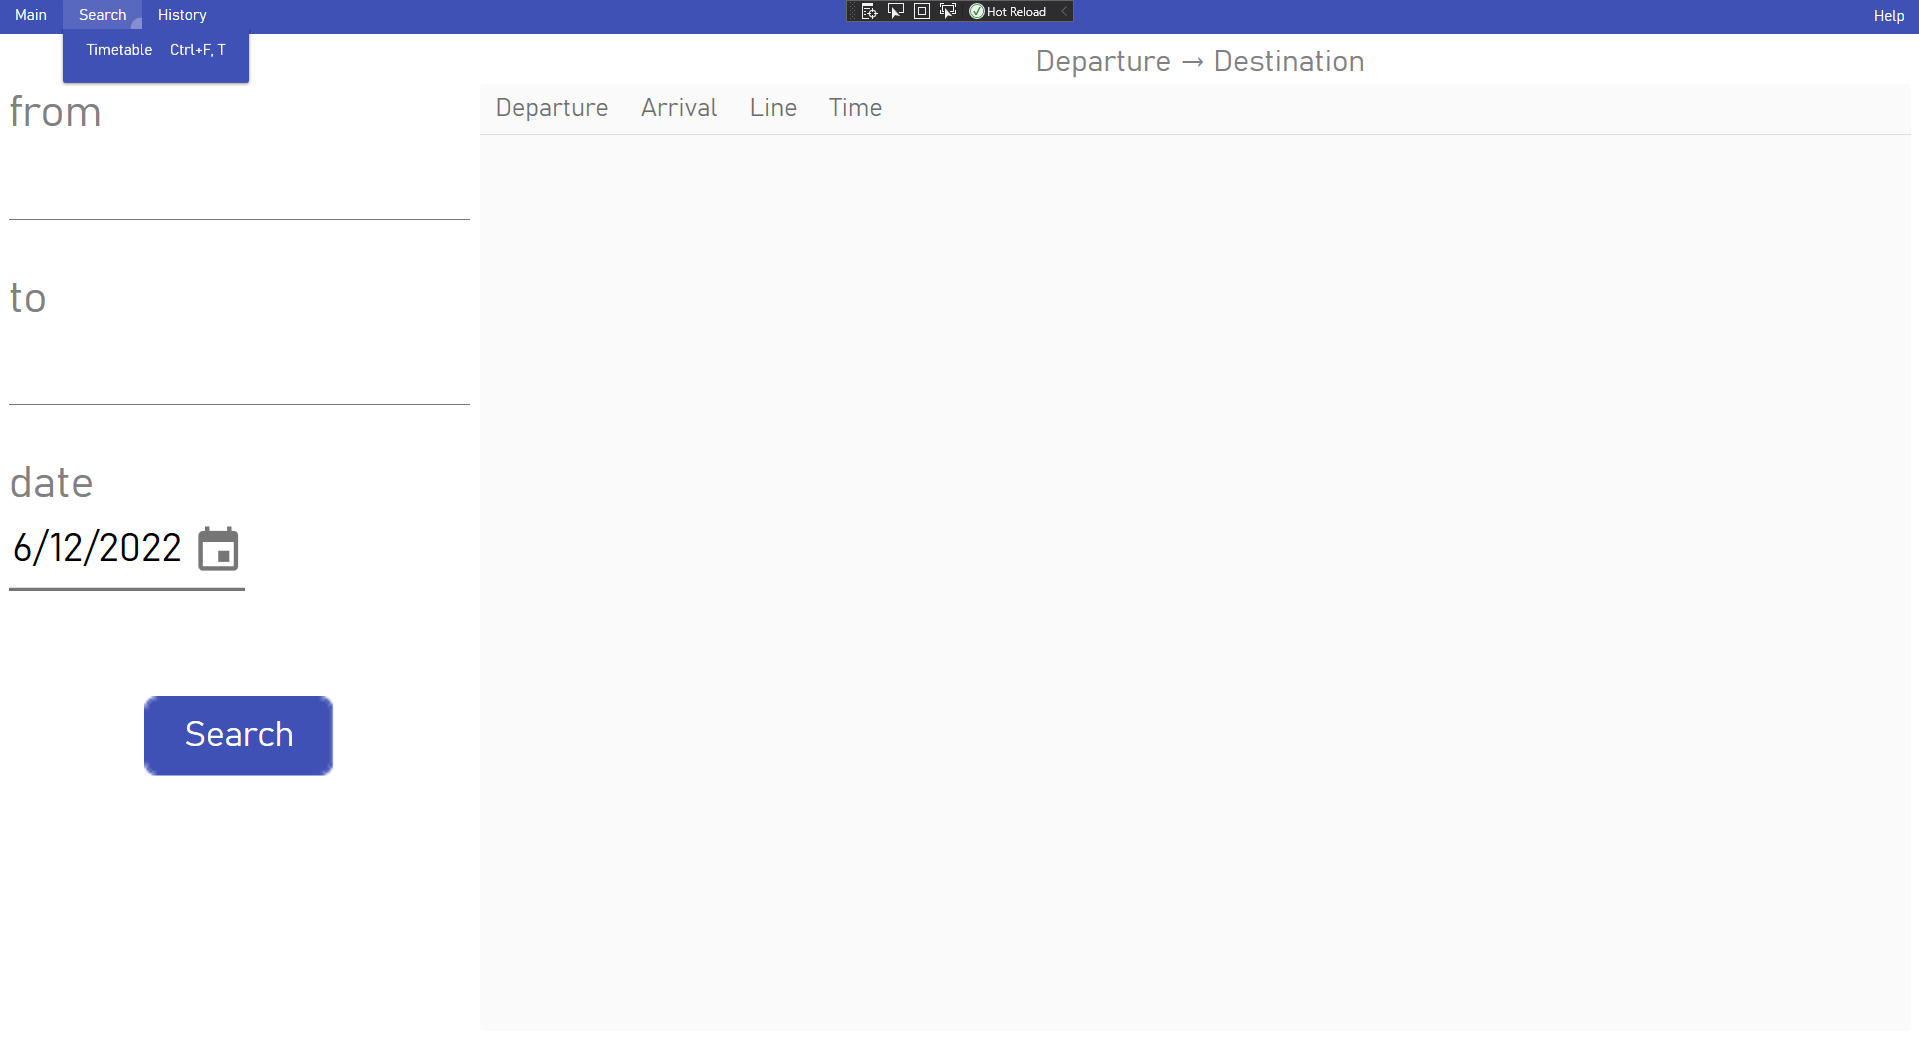 Main Search History Hot Reload Help
Timetable Ctrl+F, T
Departure → Destination
from
Departure Arrival Line Time
to
date
6/12/2022
Search